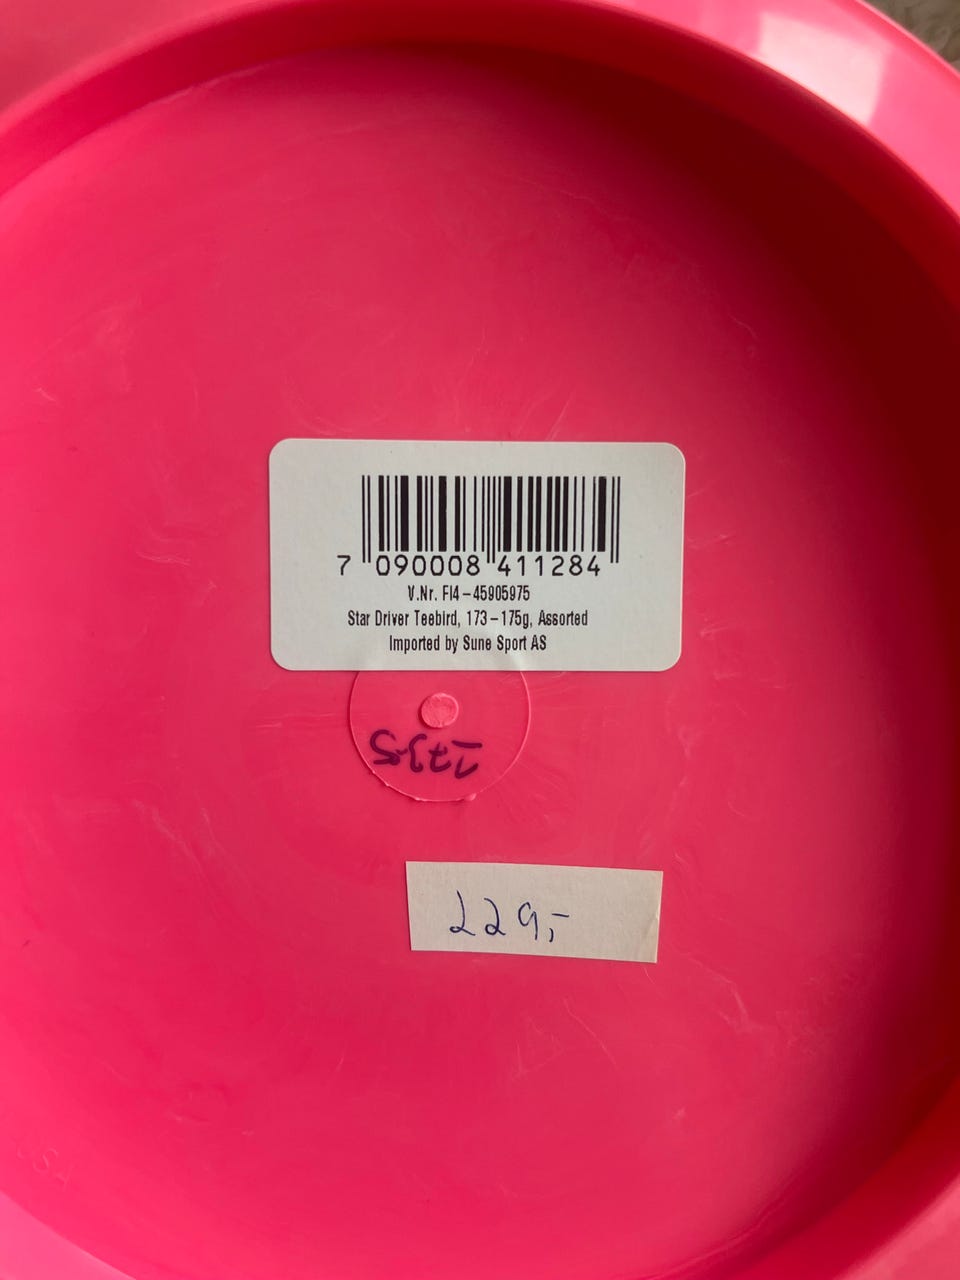 7 090008 411284
V.Nr. FI4-45905975
Star Driver Teebird, 173-175g, Assorted
Imported by Sune Sport AS
173-5
229,-
USA